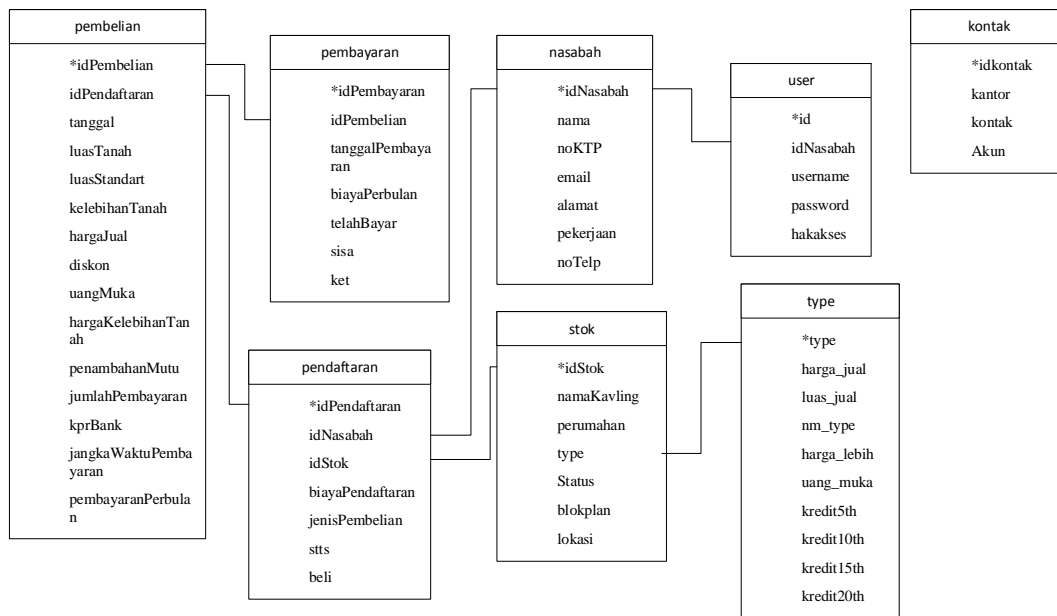 pembelian
*idPembelian
idPendaftaran
tanggal
luasTanah
luasStandart
kelebihanTanah
hargaJual
diskon
uangMuka
hargaKelebihanTan
ah
penambahanMutu
jumlahPembayaran
kprBank
jangkaWaktuPemba
yaran
pembayaranPerbula
n
pembayaran
*idPembayaran
idPembelian
tanggalPembaya
ran
biayaPerbulan
telahBayar
sisa
ket
pendaftaran
*idPendaftaran
idNasabah
idStok
biayaPendaftaran
jenisPembelian
stts
beli
nasabah
*idNasabah
nama
noKTP
email
alamat
pekerjaan
noTelp
stok
*idStok
namaKavling
perumahan
type
Status
blokplan
lokasi
user
*id
idNasabah
username
password
hakakses
type
*type
harga_jual
luas_jual
nm_type
harga_lebih
uang_muka
kredit5th
kredit10th
kredit15th
kredit20th
kontak
*idkontak
kantor
kontak
Akun